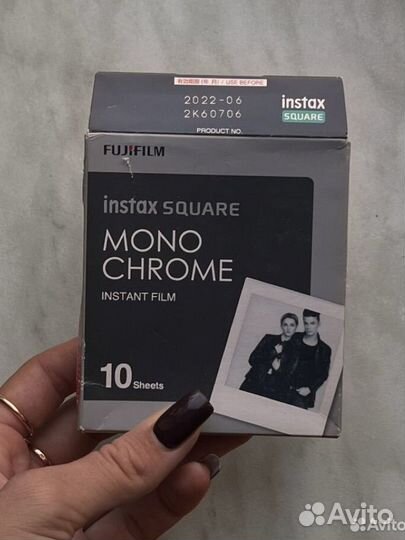 有効期限(年 月) / USE BEFORE
2022-06
2K60706
PRODUCT NO.
instax
SQUARE
FUJIFILM
instax SQUARE
MONO
CHROME
INSTANT FILM
10 Sheets
Avito
Avito